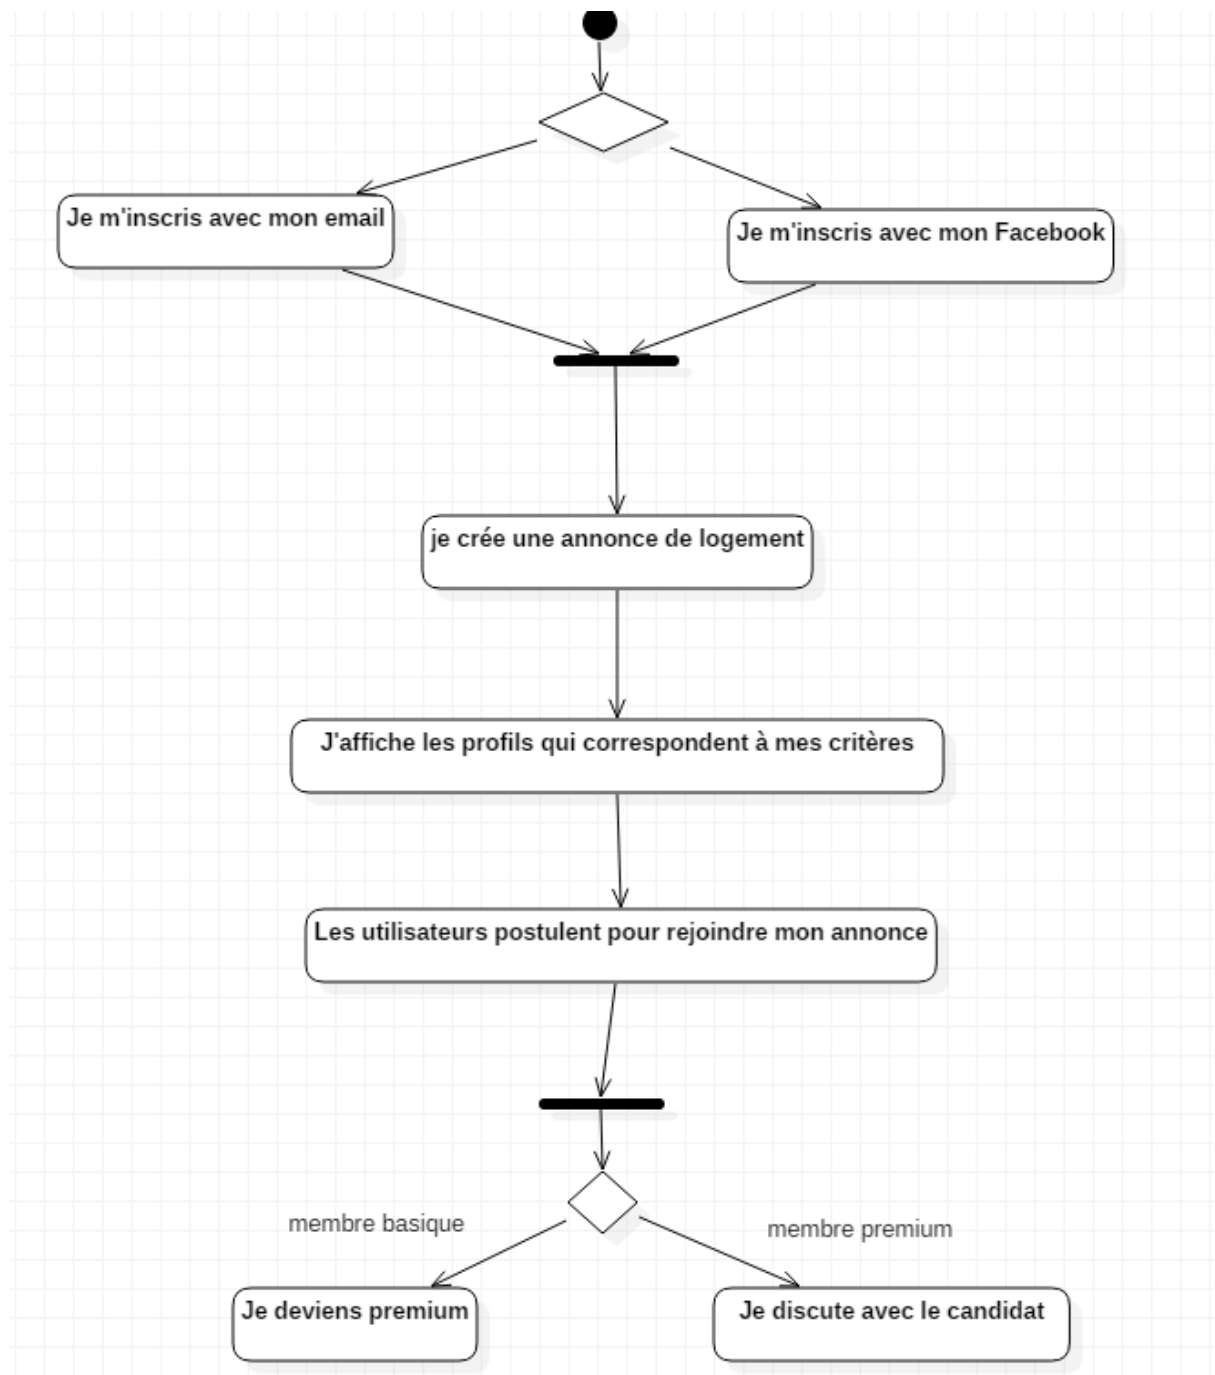 Je m'inscris avec mon email
Je m'inscris avec mon Facebook
je crée une annonce de logement
J'affiche les profils qui correspondent à mes critères
Les utilisateurs postulent pour rejoindre mon annonce
membre basique
membre premium
Je deviens premium
Je discute avec le candidat